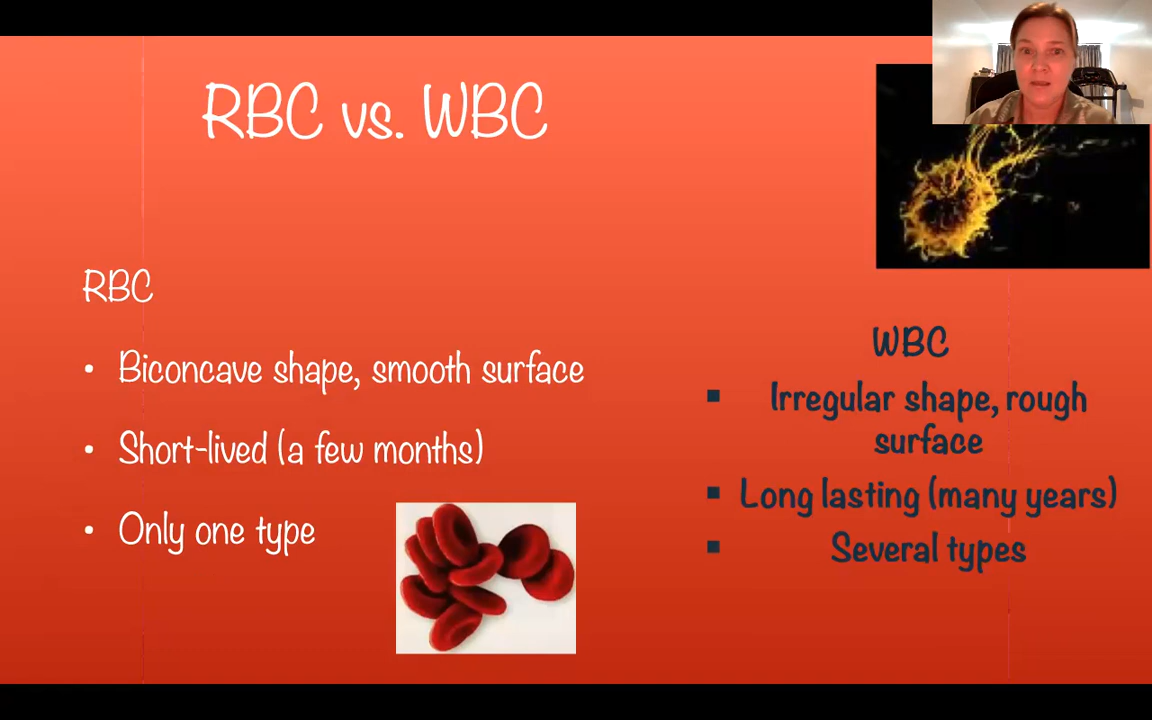 RBC vs. WBC
RBC
• Biconcave shape, smooth surface
• Short-lived (a few months)
• Only one type
WBC
▪ Irregular shape, rough
surface
▪ Long lasting (many years)
▪ Several types